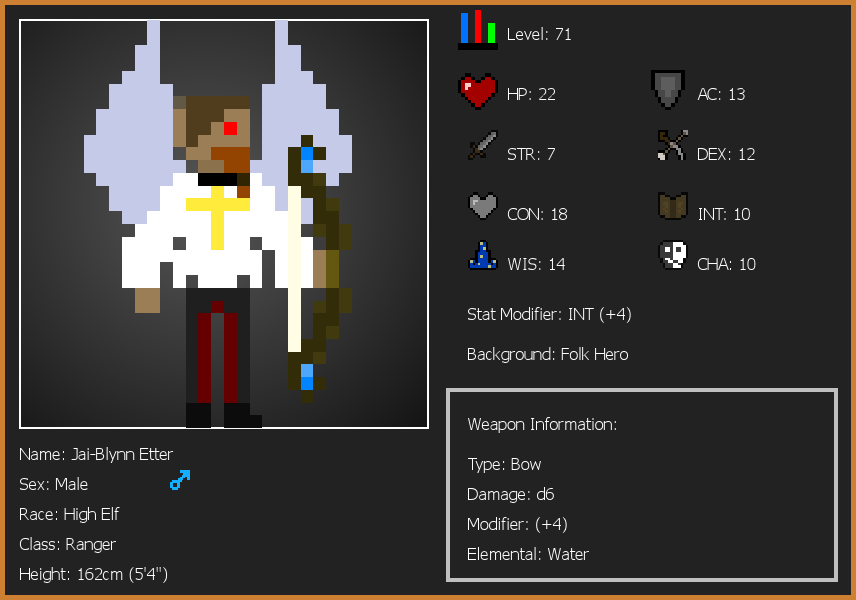 Level: 71
HP: 22
AC: 13
STR: 7
DEX: 12
CON: 18
INT: 10
WIS: 14
CHA: 10
Stat Modifier: INT (+4)
Background: Folk Hero
Weapon Information:
Type: Bow
Damage: d6
Modifier: (+4)
Elemental: Water
Name: Jai-Blynn Etter
Sex: Male
Race: High Elf
Class: Ranger
Height: 162cm (5'4")